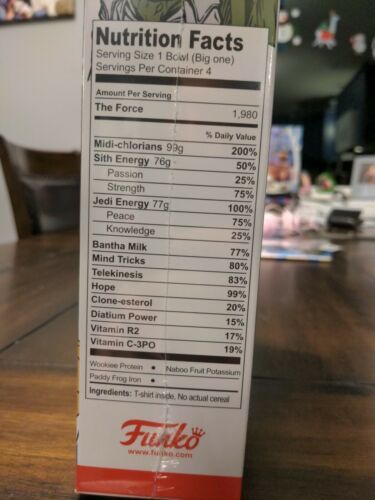 Nutrition Facts
Serving Size 1 Bowl (Big one)
Servings Per Container 4
Amount Per Serving
The Force 1,980
% Daily Value
Midi-chlorians 99g 200%
Sith Energy 76g 50%
Passion 25%
Strength 75%
Jedi Energy 77g 100%
Peace 75%
Knowledge 25%
Bantha Milk 77%
Mind Tricks 80%
Telekinesis 83%
Hope 99%
Clone-esterol 20%
Diatium Power 15%
Vitamin R2 17%
Vitamin C-3PO 19%
Wookiee Protein • Naboo Fruit Potassium
Paddy Frog Iron •
Ingredients: T-shirt inside. No actual cereal
Funko
www.funko.com